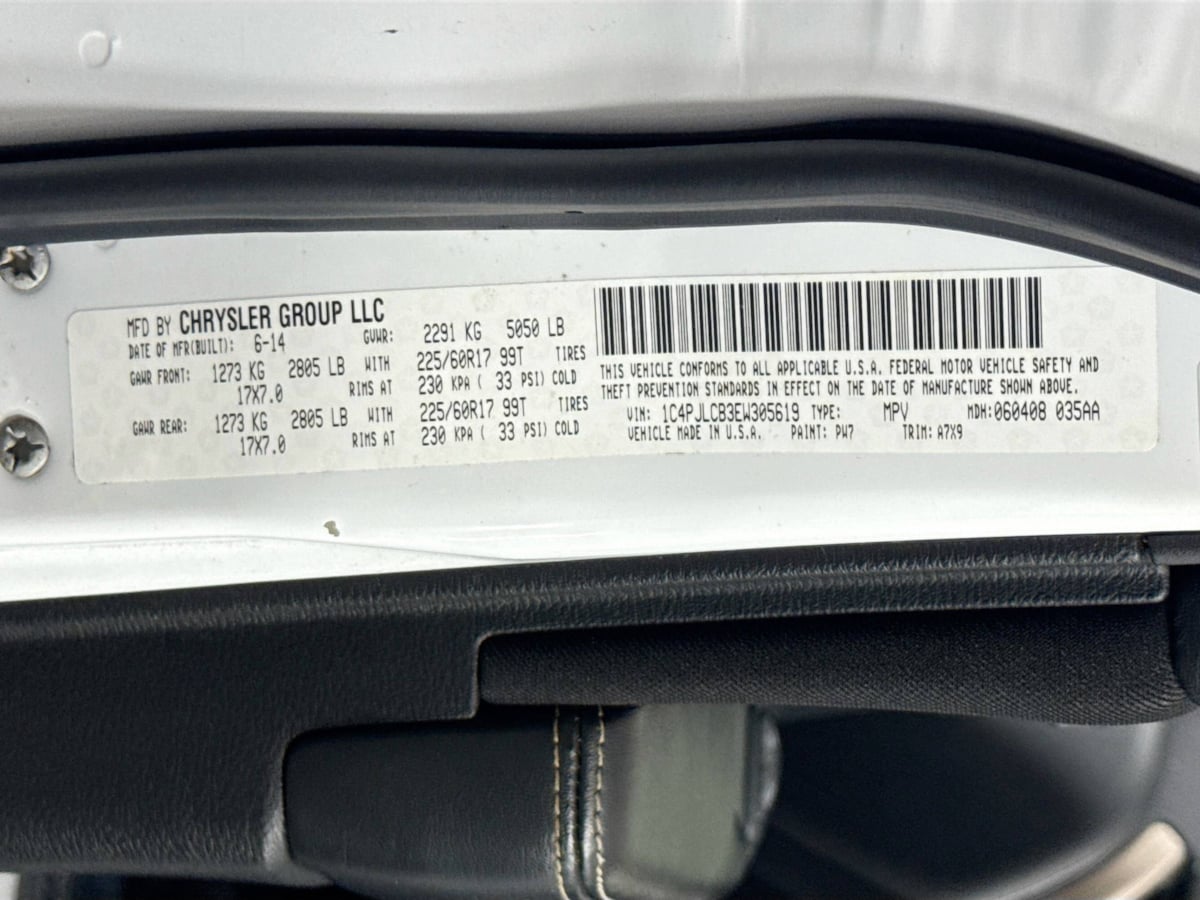 MFD BY CHRYSLER GROUP LLC
DATE OF MFR(BUILT): 6-14 GVWR: 2291 KG 5050 LB
GAWR FRONT: 1273 KG 2805 LB WITH 225/60R17 99T TIRES
17X7.0 RIMS AT 230 KPA ( 33 PSI) COLD
GAWR REAR: 1273 KG 2805 LB WITH 225/60R17 99T TIRES
17X7.0 RIMS AT 230 KPA ( 33 PSI) COLD
THIS VEHICLE CONFORMS TO ALL APPLICABLE U.S.A. FEDERAL MOTOR VEHICLE SAFETY AND
THEFT PREVENTION STANDARDS IN EFFECT ON THE DATE OF MANUFACTURE SHOWN ABOVE.
VIN: 1C4PJLCB3EW305619 TYPE: MPV MDH:060408 035AA
VEHICLE MADE IN U.S.A. PAINT: PW7 TRIM: A7X9